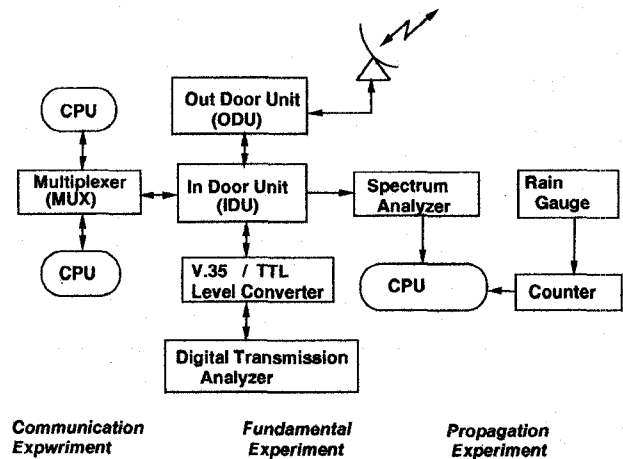 CPU
Out Door Unit
(ODU)
Multiplexer
(MUX)
In Door Unit
(IDU)
Spectrum
Analyzer
Rain
Gauge
CPU
V.35 / TTL
Level Converter
CPU
Counter
Digital Transmission
Analyzer
Communication
Expwriment
Fundamental
Experiment
Propagation
Experiment